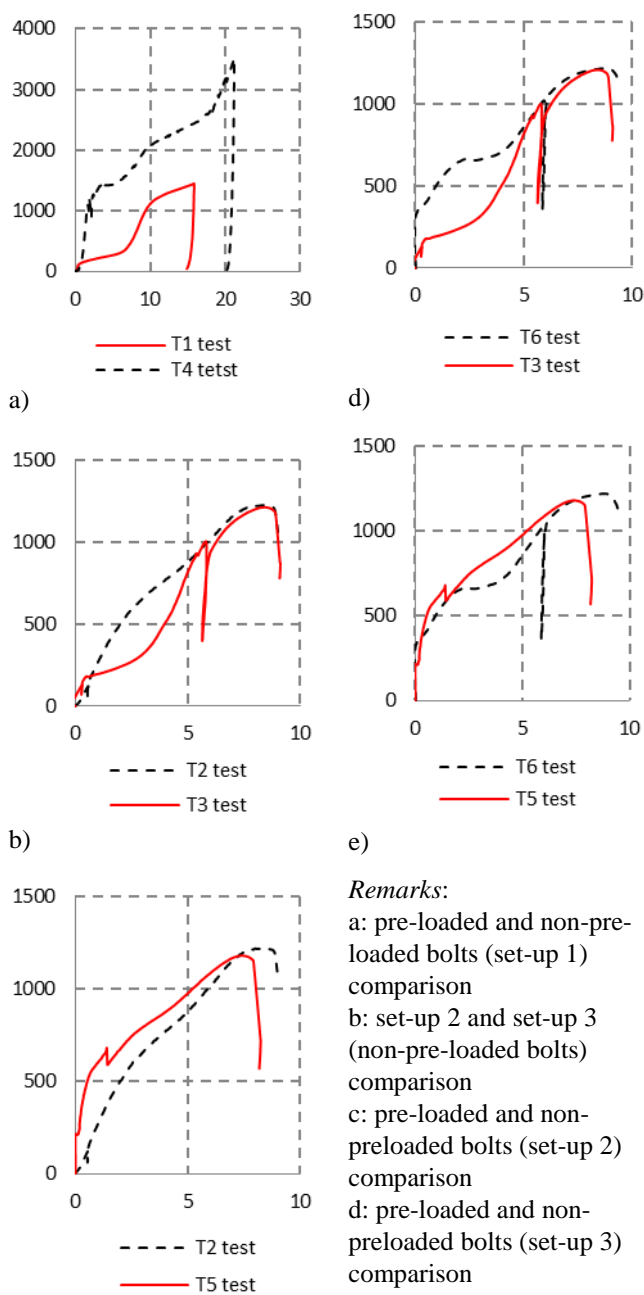 4000
3000
2000
1000
0
0 10 20 30
T1 test
T4 tetst
a)
1500
1000
500
0
0 5 10
T6 test
T3 test
d)
1500
1000
500
0
0 5 10
T2 test
T3 test
b)
1500
1000
500
0
0 5 10
T6 test
T5 test
e)
1500
1000
500
0
0 5 10
T2 test
T5 test
Remarks:
a: pre-loaded and non-pre-
loaded bolts (set-up 1)
comparison
b: set-up 2 and set-up 3
(non-pre-loaded bolts)
comparison
c: pre-loaded and non-
preloaded bolts (set-up 2)
comparison
d: pre-loaded and non-
preloaded bolts (set-up 3)
comparison